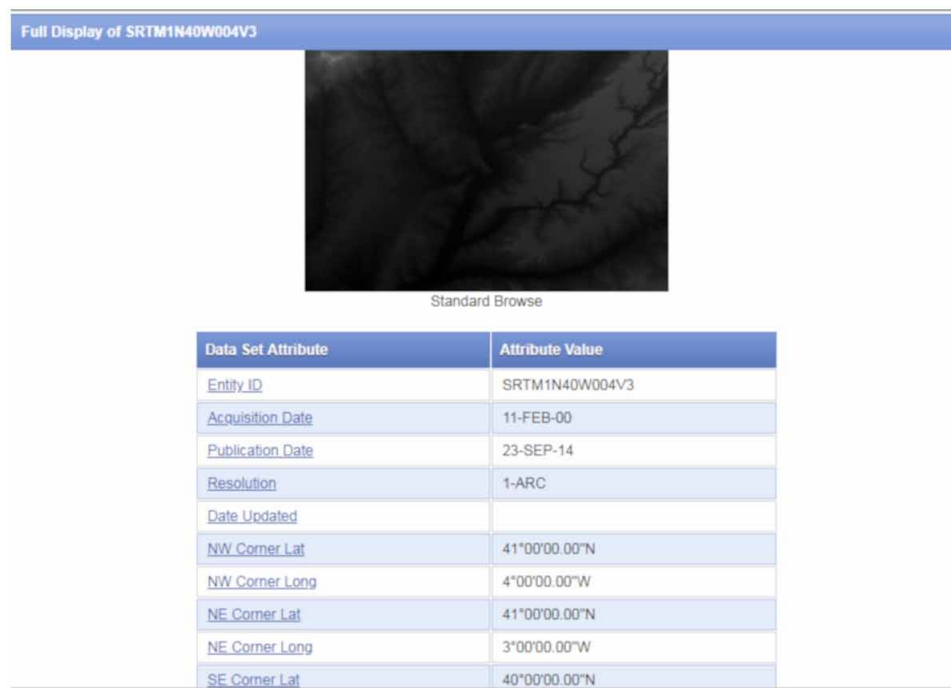 Full Display of SRTM1N40W004V3
Standard Browse
Data Set Attribute Attribute Value
Entity ID SRTM1N40W004V3
Acquisition Date 11-FEB-00
Publication Date 23-SEP-14
Resolution 1-ARC
Date Updated
NW Corner Lat 41°00'00.00"N
NW Corner Long 4°00'00.00"W
NE Corner Lat 41°00'00.00"N
NE Corner Long 3°00'00.00"W
SE Corner Lat 40°00'00.00"N